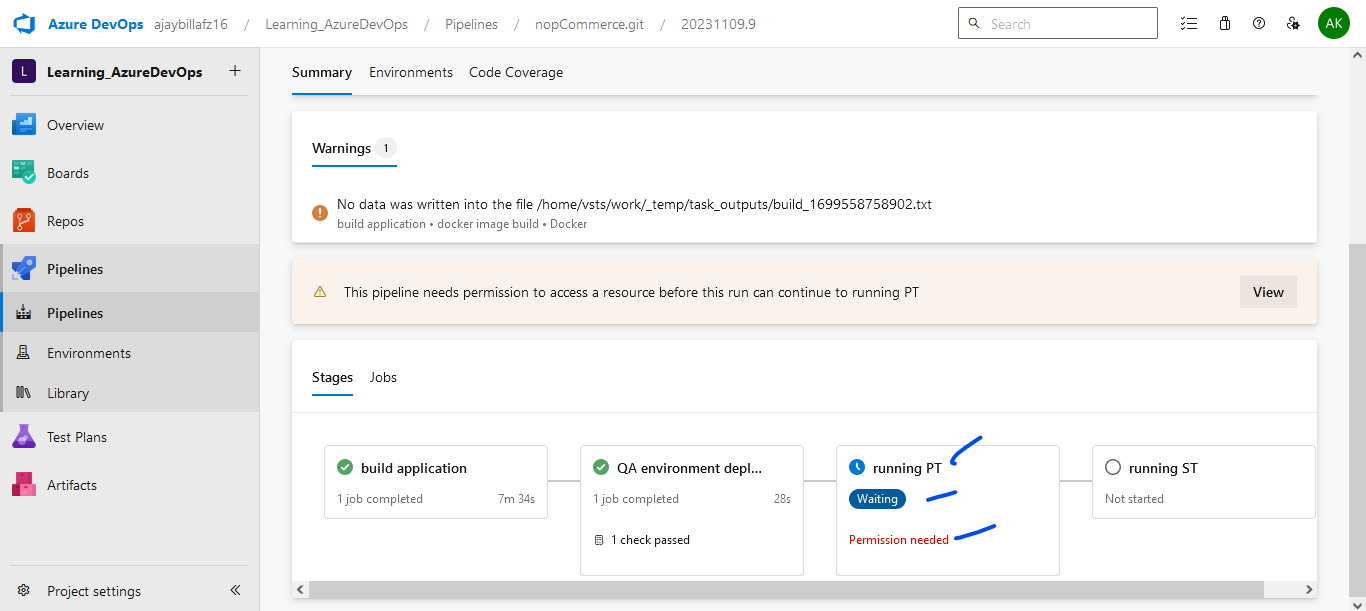 Azure DevOps ajaybillafz16 / Learning_AzureDevOps / Pipelines / nopCommerce.git / 20231109.9 Search AK
L Learning_AzureDevOps +
Overview
Boards
Repos
Pipelines
Pipelines
Environments
Library
Test Plans
Artifacts
Project settings
Summary Environments Code Coverage
Warnings 1
No data was written into the file /home/vsts/work/_temp/task_outputs/build_1699558758902.txt
build application • docker image build • Docker
This pipeline needs permission to access a resource before this run can continue to running PT View
Stages Jobs
build application
1 job completed 7m 34s
QA environment depl...
1 job completed 28s
1 check passed
running PT
Waiting
Permission needed
running ST
Not started